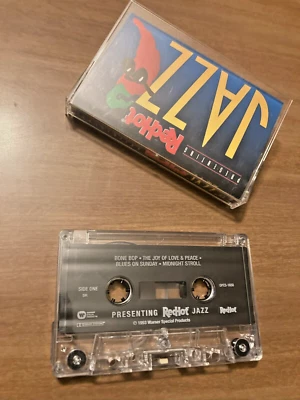 PRESENTING
RedHot
JAZZ
BONE BOP • THE JOY OF LOVE & PEACE •
BLUES ON SUNDAY • MIDNIGHT STROLL
SIDE ONE
PRESENTING RedHot JAZZ
RedHot
© 1993 Warner Special Products